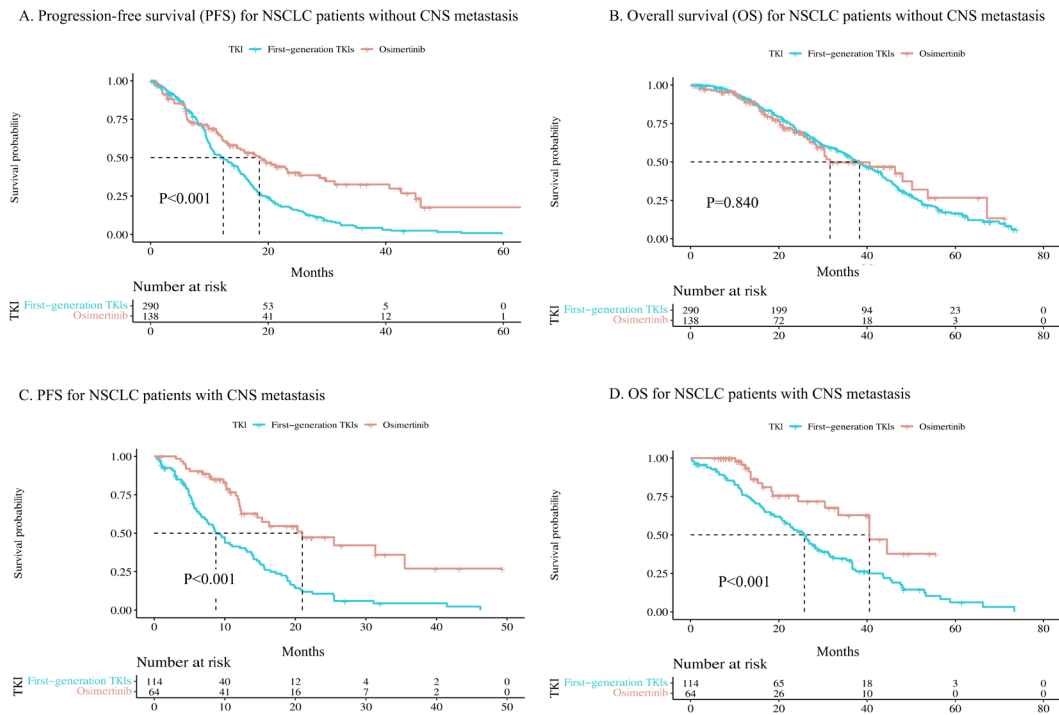 A. Progression-free survival (PFS) for NSCLC patients without CNS metastasis
TKI First−generation TKIs Osimertinib
Survival probability
1.00
0.75
0.50
0.25
0.00
P<0.001
0 20 40 60
Months
Number at risk
TKI
First−generation TKIs 290 53 5 0
Osimertinib 138 41 12 1
0 20 40 60
B. Overall survival (OS) for NSCLC patients without CNS metastasis
TKI First−generation TKIs Osimertinib
Survival probability
1.00
0.75
0.50
0.25
0.00
P=0.840
0 20 40 60 80
Months
Number at risk
TKI
First−generation TKIs 290 199 94 23 0
Osimertinib 138 72 18 3 0
0 20 40 60 80
C. PFS for NSCLC patients with CNS metastasis
TKI First−generation TKIs Osimertinib
Survival probability
1.00
0.75
0.50
0.25
0.00
P<0.001
0 10 20 30 40 50
Months
Number at risk
TKI
First−generation TKIs 114 40 12 4 2 0
Osimertinib 64 41 16 7 2 0
0 10 20 30 40 50
D. OS for NSCLC patients with CNS metastasis
TKI First−generation TKIs Osimertinib
Survival probability
1.00
0.75
0.50
0.25
0.00
P<0.001
0 20 40 60 80
Months
Number at risk
TKI
First−generation TKIs 114 65 18 3 0
Osimertinib 64 26 10 0 0
0 20 40 60 80